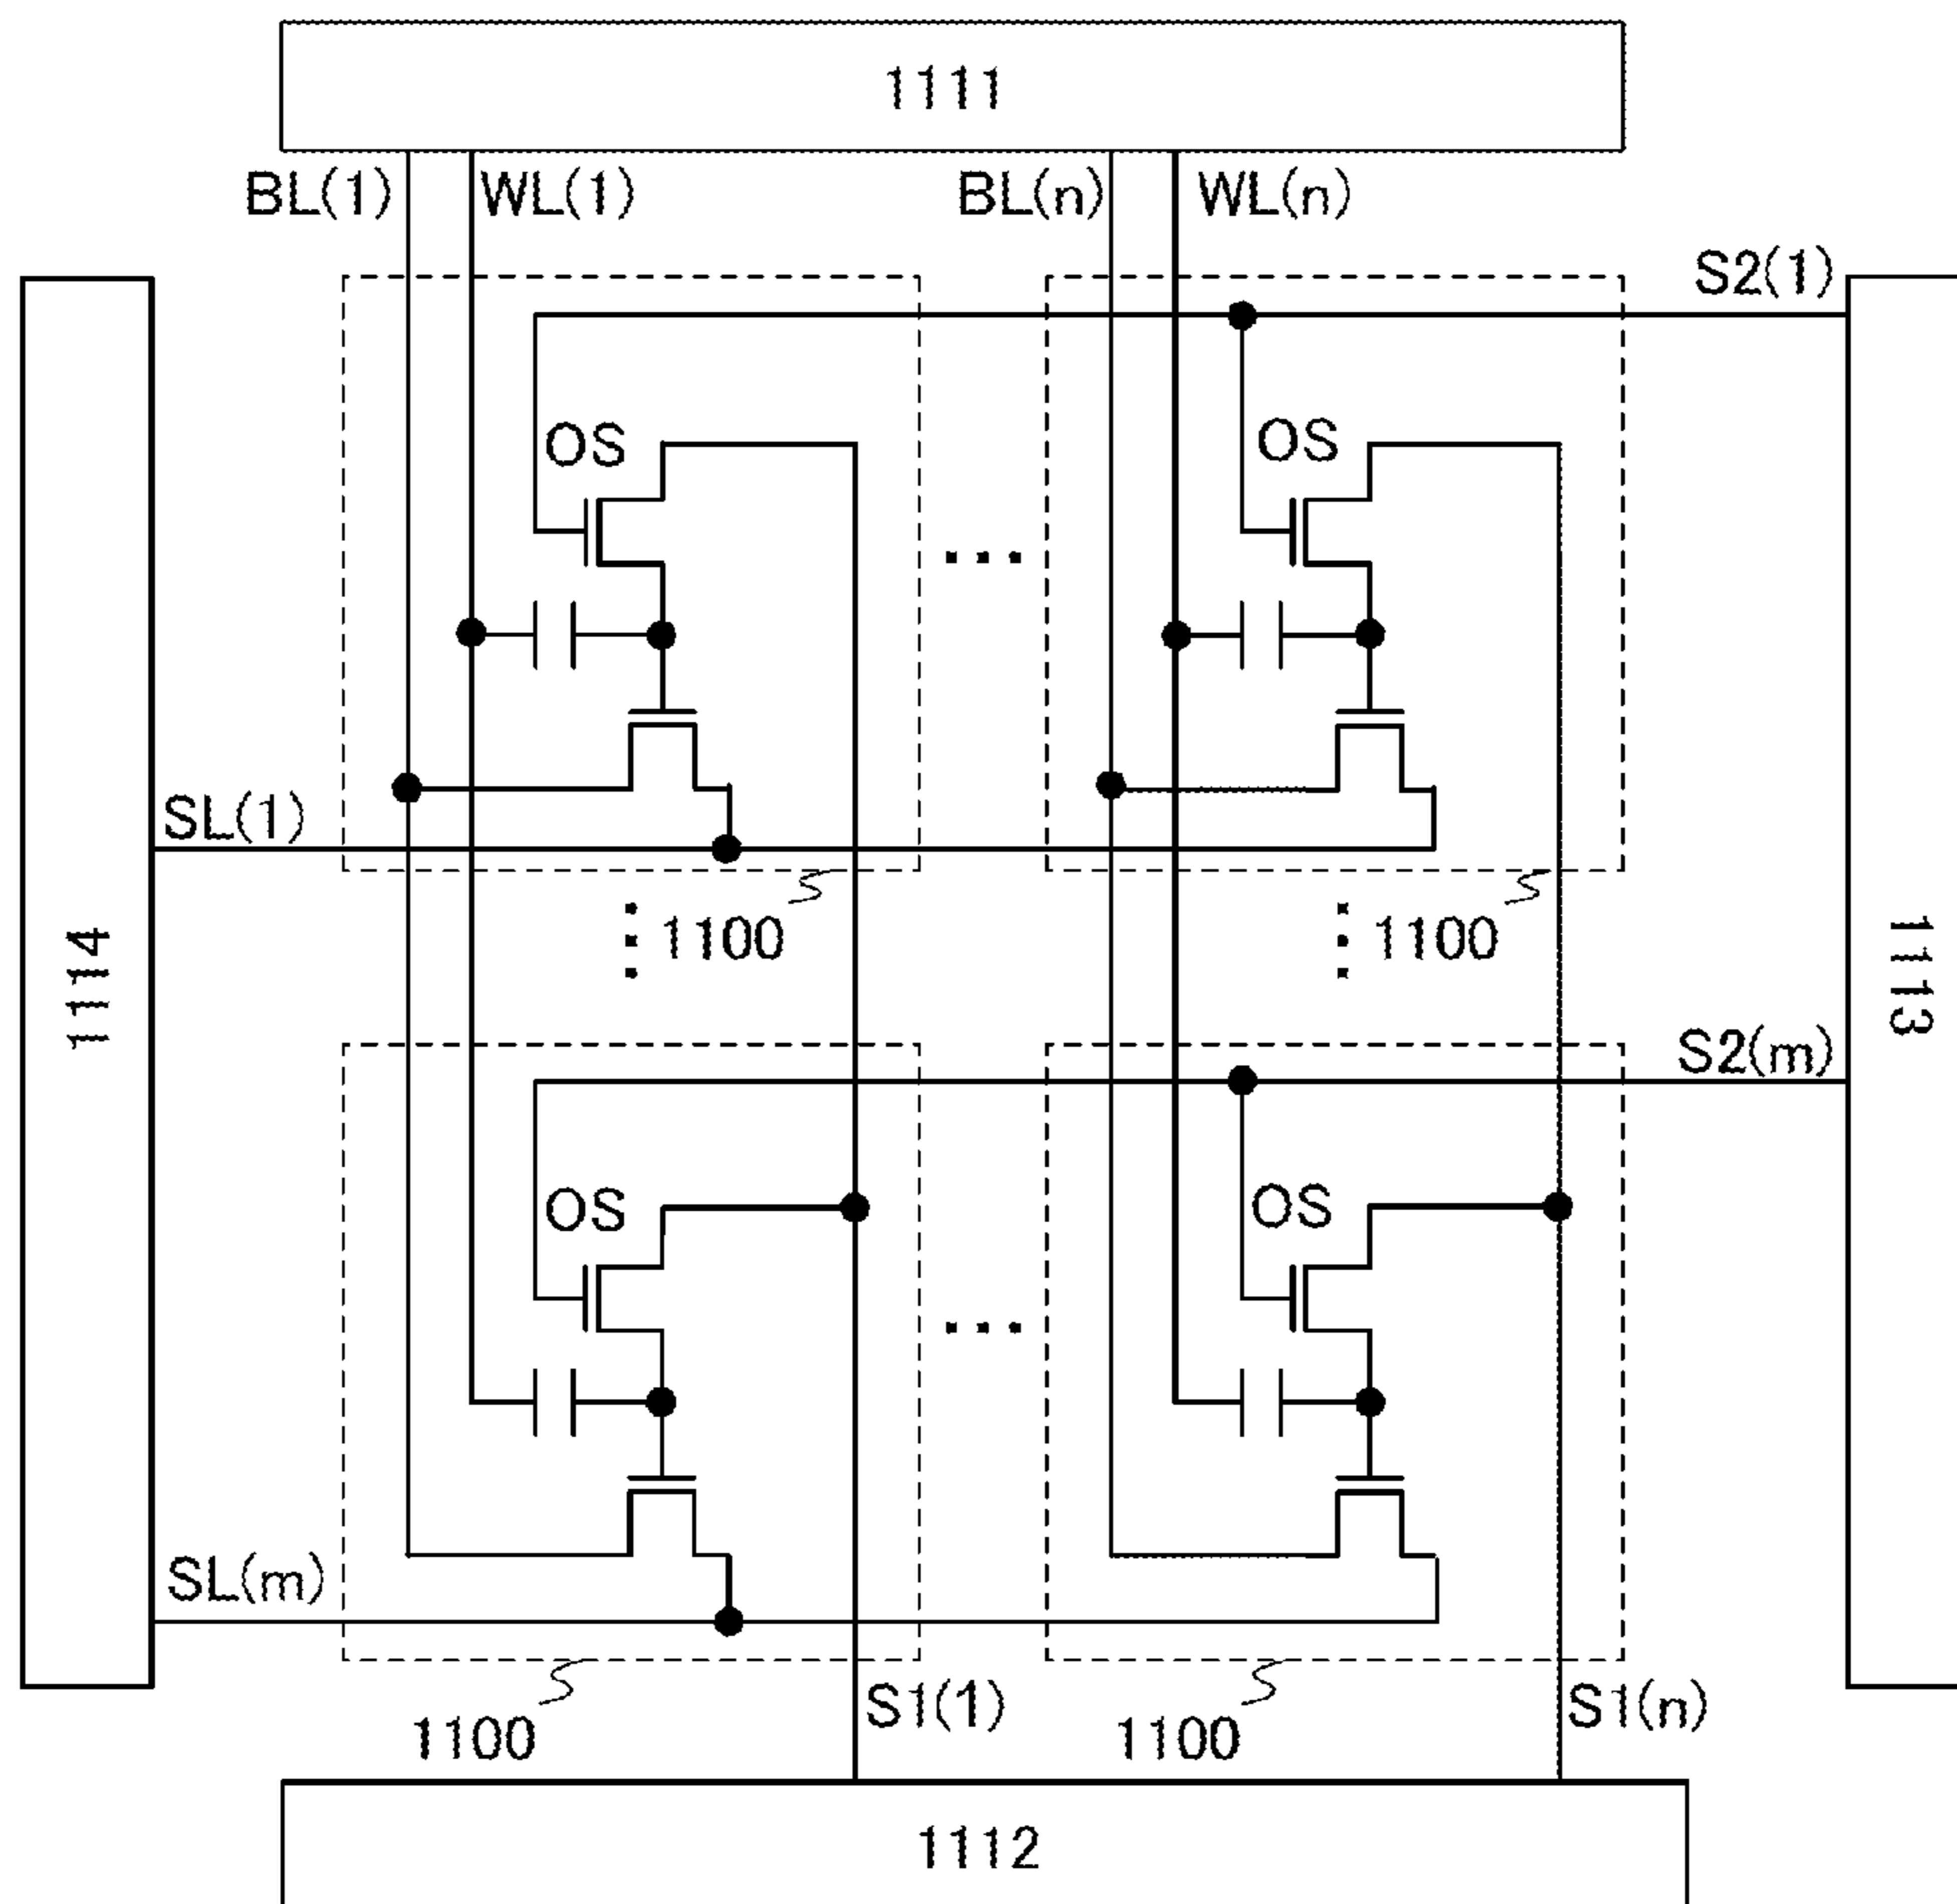 1111
BL(1)
WL(1)
BL(n)
WL(n)
S2(1)
OS
OS
SL(1)
1100
1100
1114
1113
S2(m)
OS
OS
SL(m)
1100
S1(1)
1100
S1(n)
1112